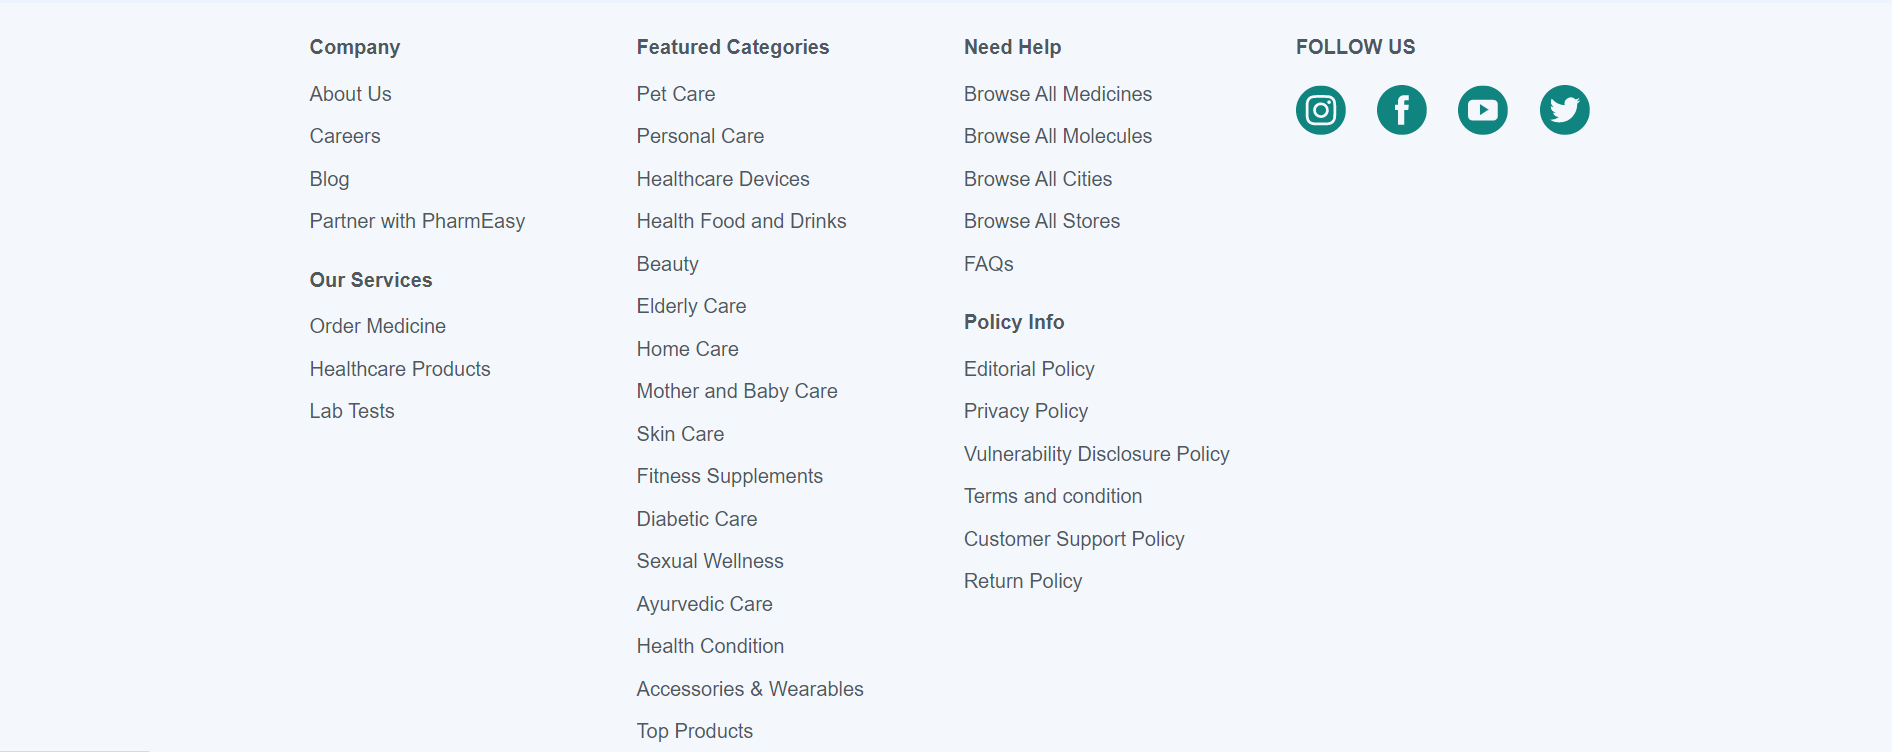 Company
About Us
Careers
Blog
Partner with PharmEasy
Our Services
Order Medicine
Healthcare Products
Lab Tests
Featured Categories
Pet Care
Personal Care
Healthcare Devices
Health Food and Drinks
Beauty
Elderly Care
Home Care
Mother and Baby Care
Skin Care
Fitness Supplements
Diabetic Care
Sexual Wellness
Ayurvedic Care
Health Condition
Accessories & Wearables
Top Products
Need Help
Browse All Medicines
Browse All Molecules
Browse All Cities
Browse All Stores
FAQs
Policy Info
Editorial Policy
Privacy Policy
Vulnerability Disclosure Policy
Terms and condition
Customer Support Policy
Return Policy
FOLLOW US